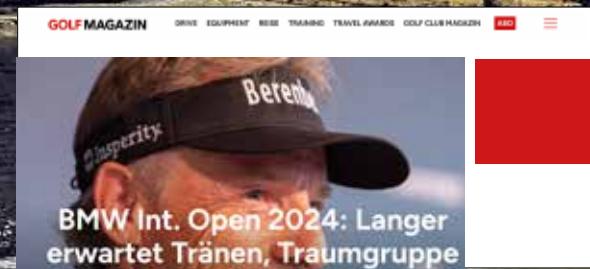 GOLF MAGAZIN
DRIVE EQUIPMENT REISE TRAINING TRAVEL AWARDS GOLF CLUB MAGAZIN ABO
Beren
insperity.
BMW Int. Open 2024: Langer
erwartet Tränen, Traumgruppe